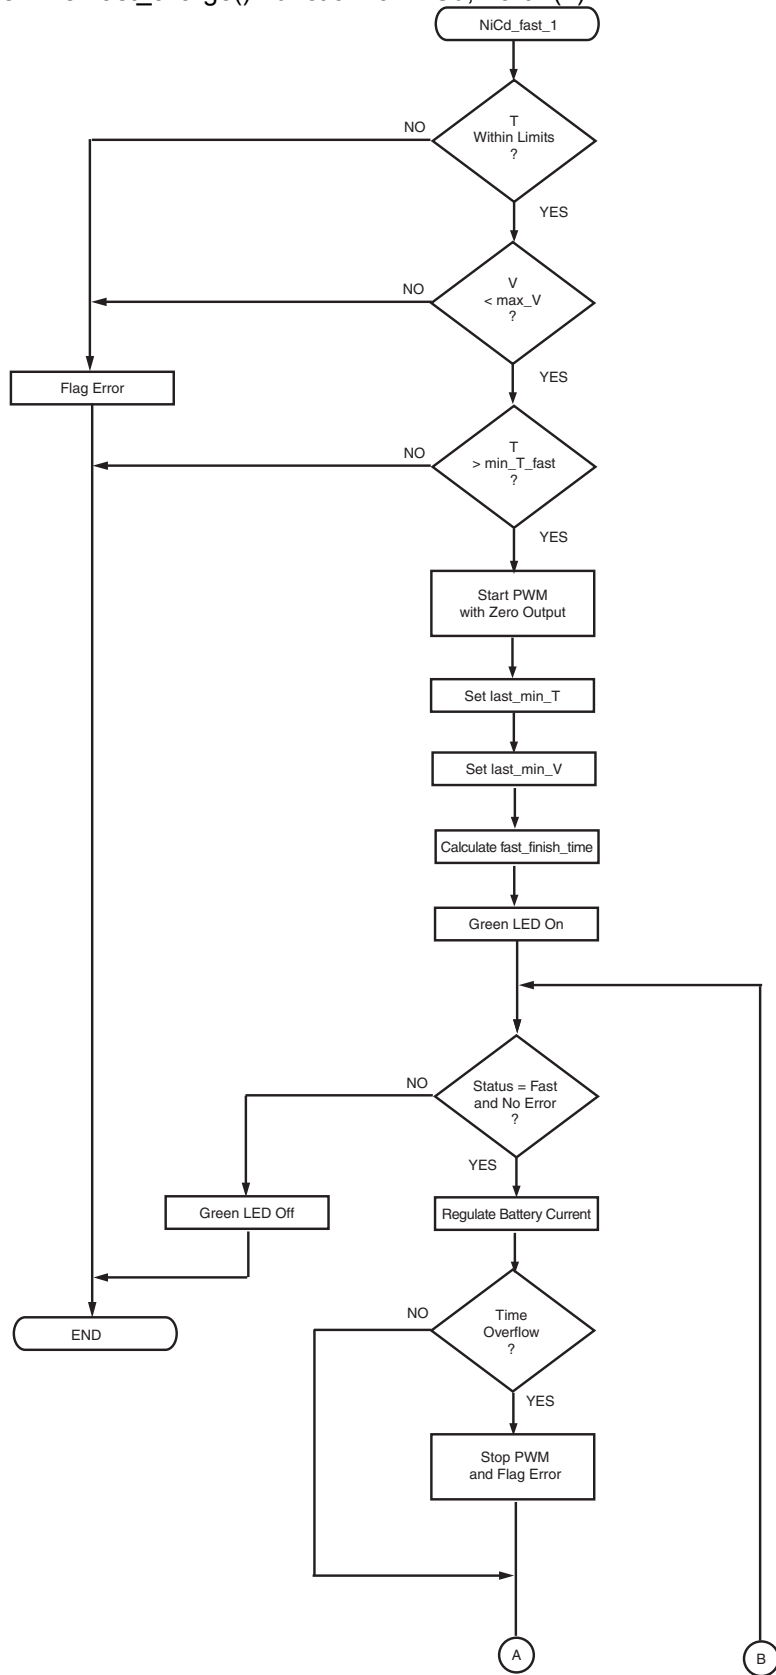 NiCd_fast_1
T
Within Limits
?
NO
YES
V
< max_V
?
NO
YES
Flag Error
T
> min_T_fast
?
NO
YES
Start PWM
with Zero Output
Set last_min_T
Set last_min_V
Calculate fast_finish_time
Green LED On
Status = Fast
and No Error
?
NO
YES
Green LED Off
Regulate Battery Current
Time
Overflow
?
NO
YES
END
Stop PWM
and Flag Error
A
B